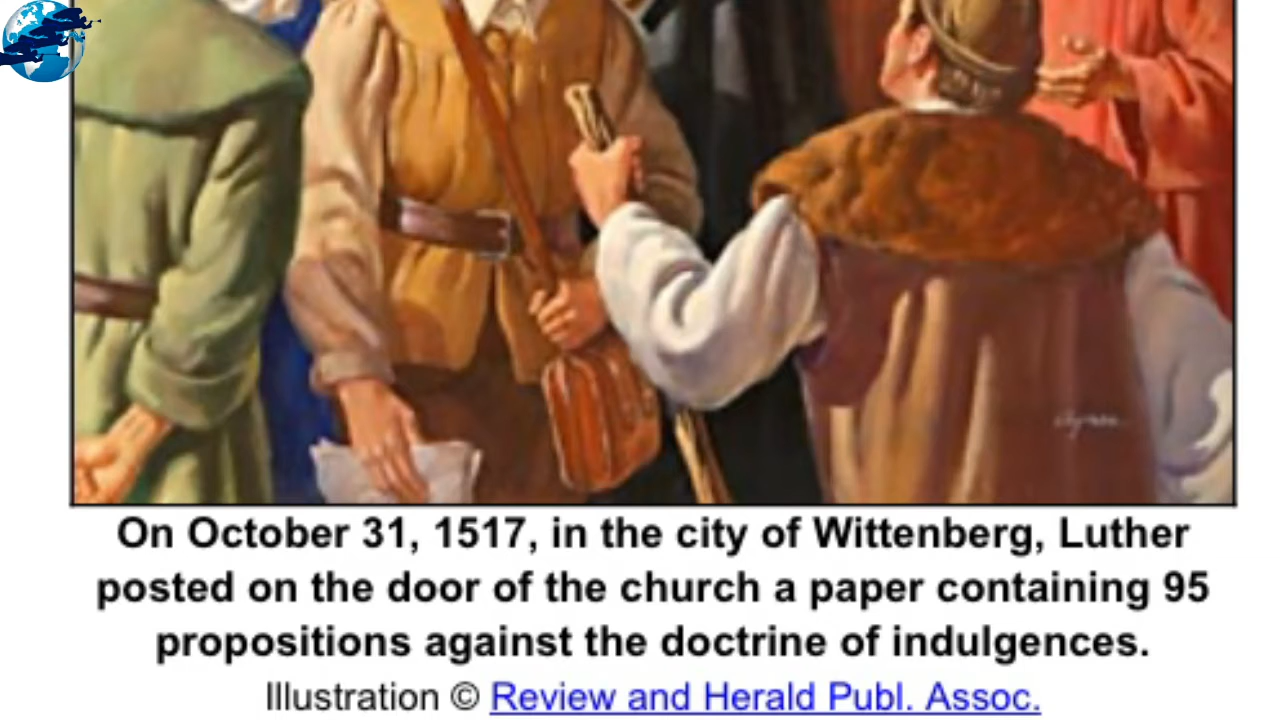 On October 31, 1517, in the city of Wittenberg, Luther
posted on the door of the church a paper containing 95
propositions against the doctrine of indulgences.
Illustration © Review and Herald Publ. Assoc.